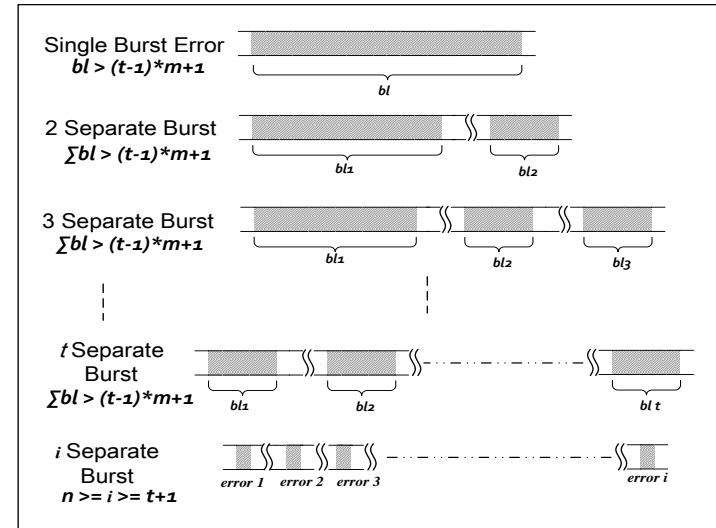 Single Burst Error
bl > (t-1)*m+1
bl
2 Separate Burst
∑bl > (t-1)*m+1
bl1
bl2
3 Separate Burst
∑bl > (t-1)*m+1
bl1
bl2
bl3
t Separate
Burst
∑bl > (t-1)*m+1
bl1
bl2
bl t
i Separate
Burst
n >= i >= t+1
error 1
error 2
error 3
error i